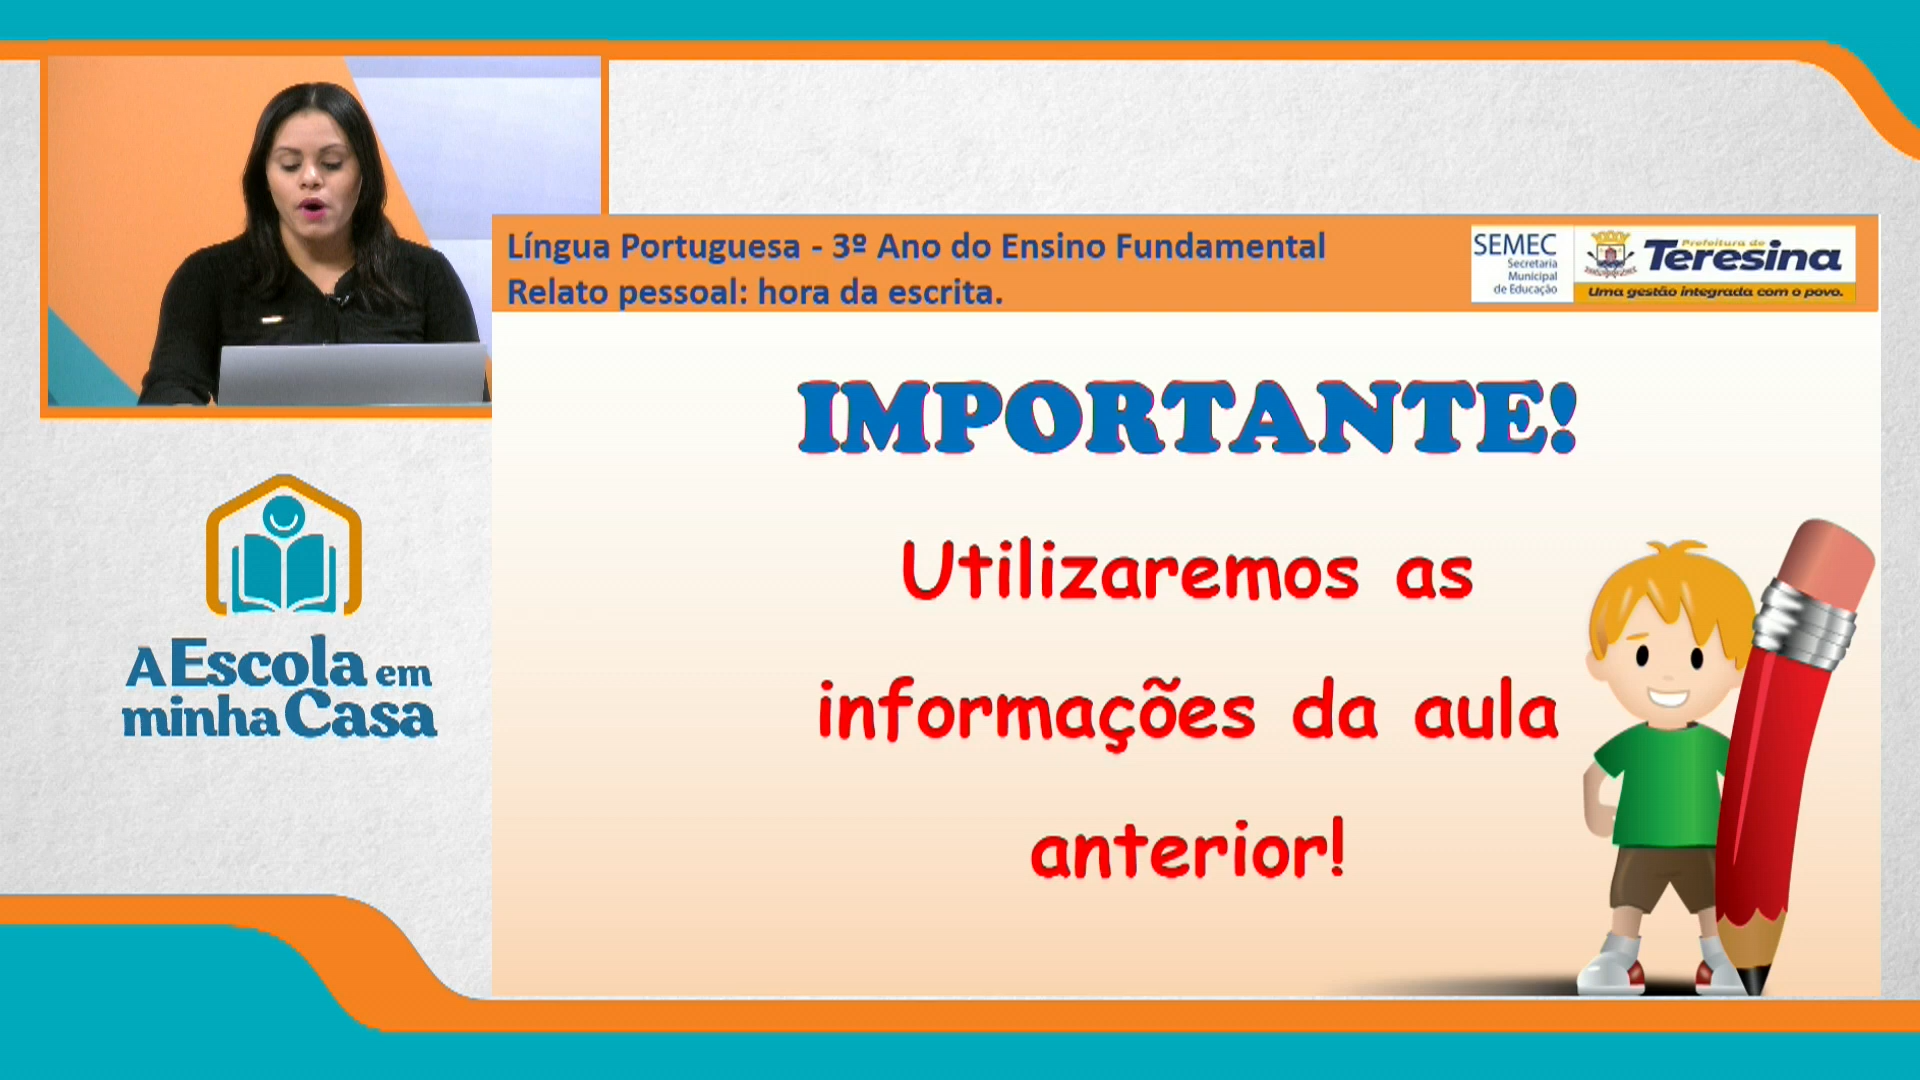 Língua Portuguesa - 3º Ano do Ensino Fundamental
Relato pessoal: hora da escrita.
SEMEC
Secretaria
Municipal
de Educação
Prefeitura de
Teresina
Uma gestão integrada com o povo.
IMPORTANTE!
Utilizaremos as
informações da aula
anterior!
A Escola em
minha Casa